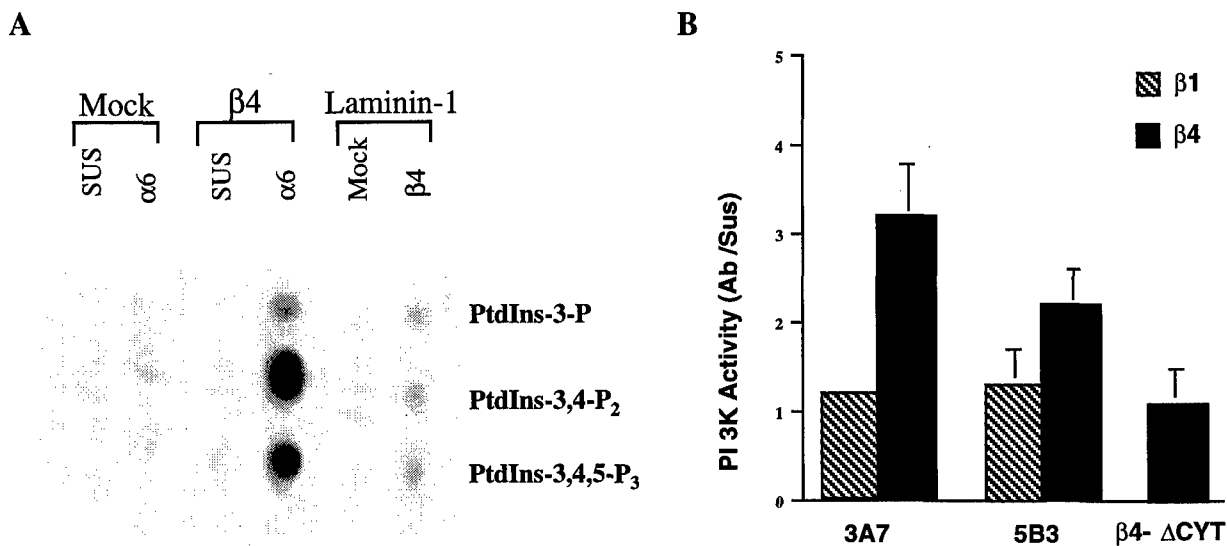 A
Mock
β4
Laminin-1
SUS
α6
SUS
α6
Mock
β4
PtdIns-3-P
PtdIns-3,4-P2
PtdIns-3,4,5-P3
B
β1
β4
PI 3K Activity (Ab /Sus)
5
4
3
2
1
0
3A7
5B3
β4- ΔCYT